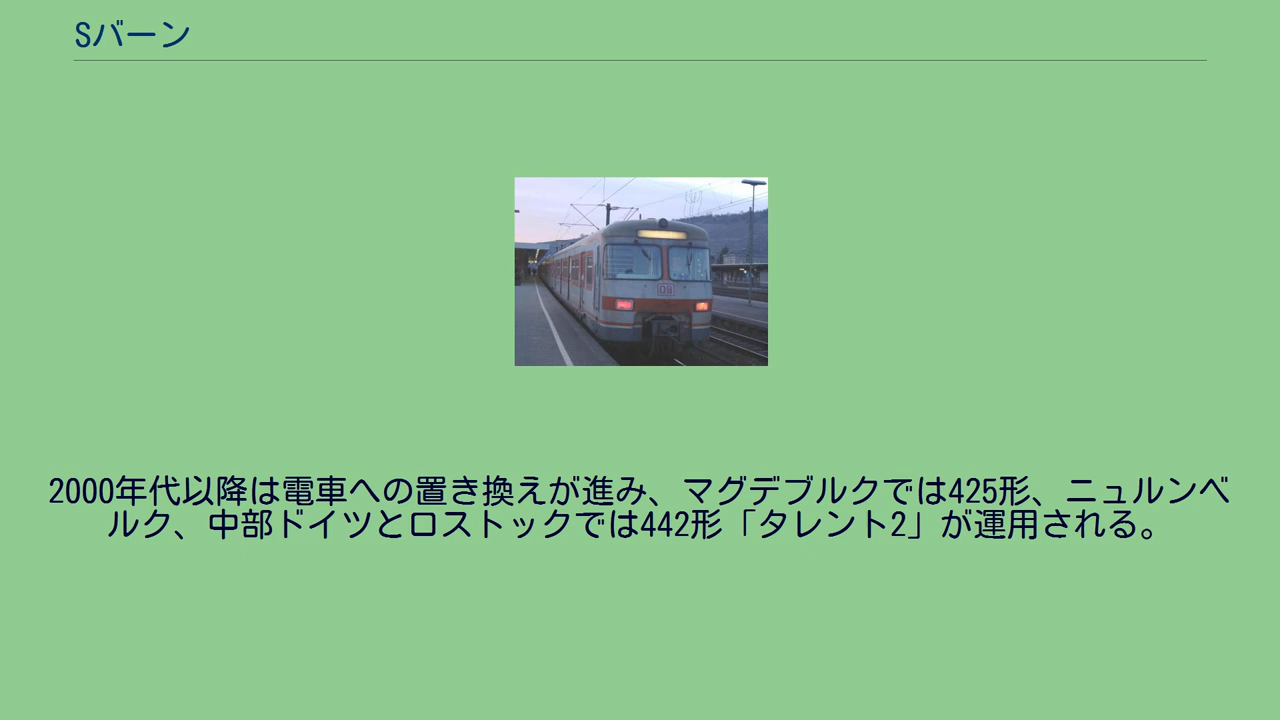 Sバーン
DB
2000年代以降は電車への置き換えが進み、マグデブルクでは425形、ニュルンベ
ルク、中部ドイツとロストックでは442形「タレント2」が運用される。